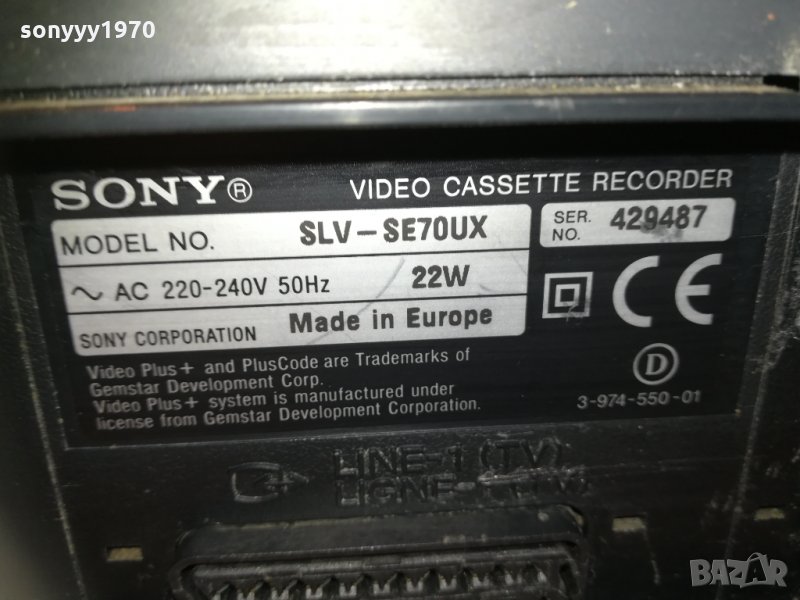 sonyyy1970
SONY® VIDEO CASSETTE RECORDER
MODEL NO. SLV-SE70UX
SER. NO. 429487
~ AC 220-240V 50Hz 22W
SONY CORPORATION Made in Europe
CE
Video Plus+ and PlusCode are Trademarks of
Gemstar Development Corp.
Video Plus+ system is manufactured under
license from Gemstar Development Corporation.
D
3-974-550-01
LINE-1 (TV)
BAZAR